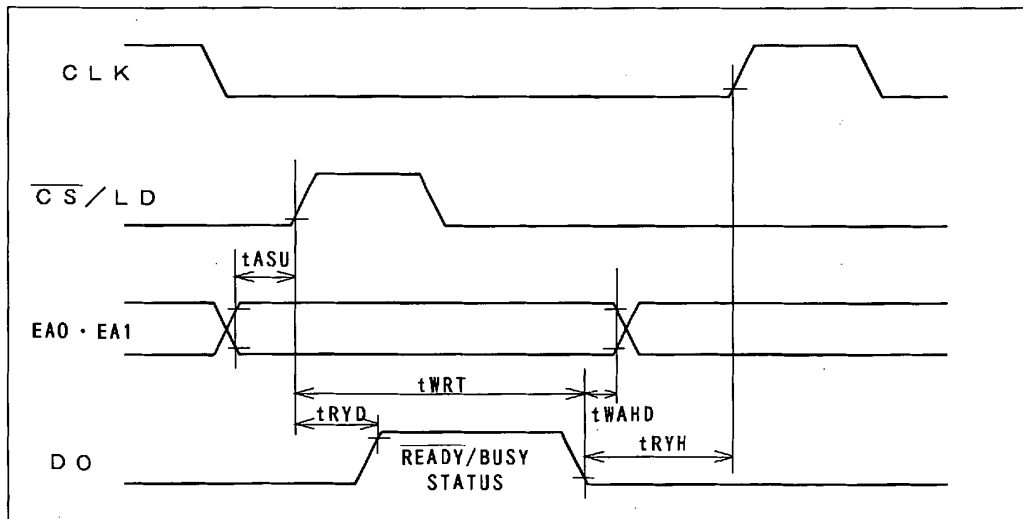 CLK
CS/LD
tASU
EA0・EA1
tWRT
tWAHD
tRYD
tRYH
DO
READY/BUSY
STATUS